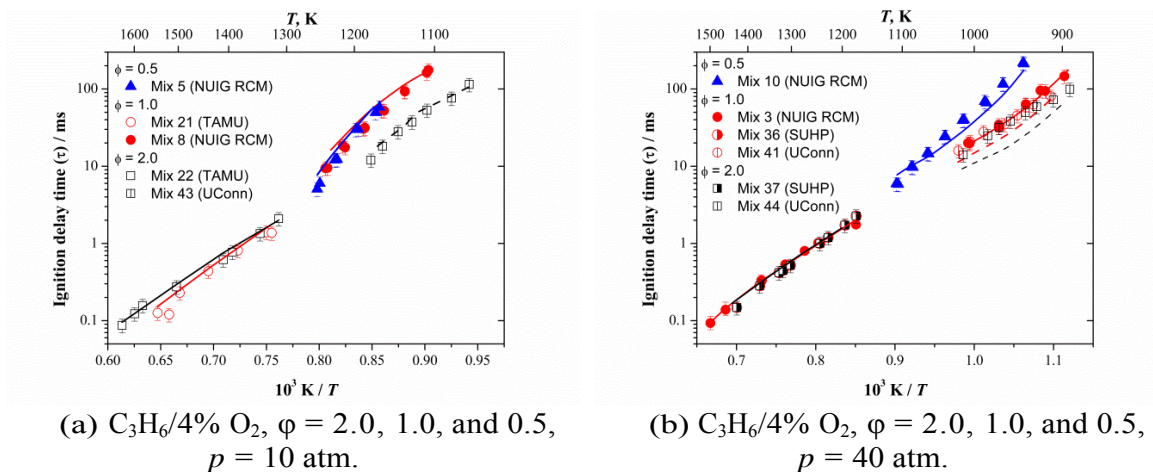 T, K
1600 1500 1400 1300 1200 1100
Ignition delay time (τ) / ms
100
10
1
0.1
ϕ = 0.5
Mix 5 (NUIG RCM)
ϕ = 1.0
Mix 21 (TAMU)
Mix 8 (NUIG RCM)
ϕ = 2.0
Mix 22 (TAMU)
Mix 43 (UConn)
0.60 0.65 0.70 0.75 0.80 0.85 0.90 0.95
10³ K / T
(a) C₃H₆/4% O₂, φ = 2.0, 1.0, and 0.5,
p = 10 atm.
T, K
1500 1400 1300 1200 1100 1000 900
Ignition delay time (τ) / ms
100
10
1
0.1
ϕ = 0.5
Mix 10 (NUIG RCM)
ϕ = 1.0
Mix 3 (NUIG RCM)
Mix 36 (SUHP)
Mix 41 (UConn)
ϕ = 2.0
Mix 37 (SUHP)
Mix 44 (UConn)
0.7 0.8 0.9 1.0 1.1
10³ K / T
(b) C₃H₆/4% O₂, φ = 2.0, 1.0, and 0.5,
p = 40 atm.